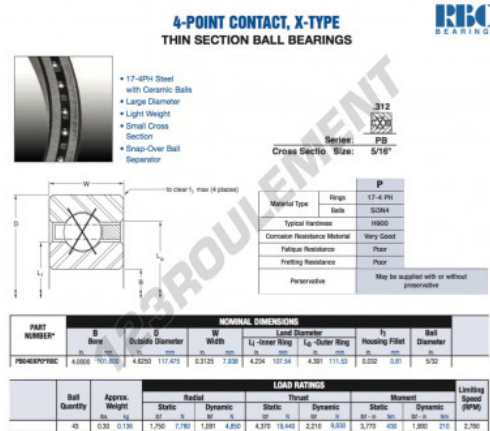 4-POINT CONTACT, X-TYPE
THIN SECTION BALL BEARINGS
RBC
BEARINGS
• 17-4PH Steel
with Ceramic Balls
• Large Diameter
• Light Weight
• Small Cross
Section
• Snap-Over Ball
Separator
.312
Series: PB
Cross Sectio Size: 5/16"
W
to clear f₁ max (4 places)
D
B
P
Material Type
Rings 17-4 PH
Balls Si3N4
Typical Hardness H900
Corrosion Resistance Material Very Good
Fatigue Resistance Poor
Fretting Resistance Poor
Perservative May be supplied with or without
preservative
123ROULEMENT
NOMINAL DIMENSIONS
PART
NUMBER*
B
Bore
D
Outside Diameter
W
Width
Land Diameter
f₁
Housing Fillet
Ball
Diameter
-Inner Ring
-Outer Ring
in. mm in. mm in. mm in. mm in. mm in. mm in.
4.0000 101.600 4.6250 117.475 0.3125 7.938 4.234 107.54 4.391 111.53 0.032 0.81 5/32
LOAD RATINGS
Ball
Quantity
Approx.
Weight
Radial
Thrust
Moment
Limiting
Speed
(RPM)
Static Dynamic Static Dynamic Static Dynamic
lbs. kg lbf N lbf N lbf N lbf N lbf - in Nm lbf - in Nm
43 0.30 0.136 1,750 7,780 1,091 4,850 4,370 19,440 2,210 9,830 3,770 430 1,900 210 2,780